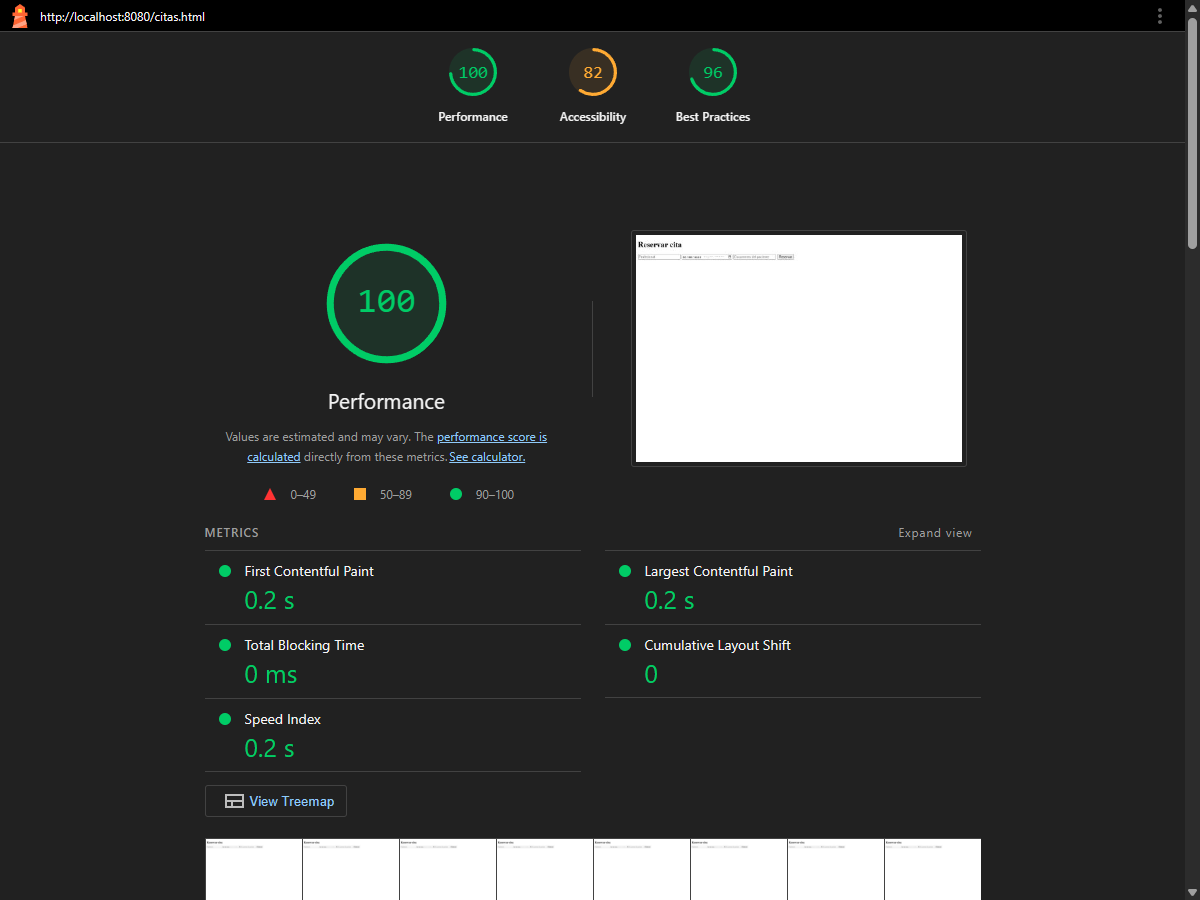 http://localhost:8080/citas.html
100
82
96
Performance
Accessibility
Best Practices
100
Performance
Values are estimated and may vary. The performance score is
calculated directly from these metrics. See calculator.
0–49
50–89
90–100
Reservar cita
Reservar
METRICS
Expand view
First Contentful Paint
0.2 s
Largest Contentful Paint
0.2 s
Total Blocking Time
0 ms
Cumulative Layout Shift
0
Speed Index
0.2 s
View Treemap